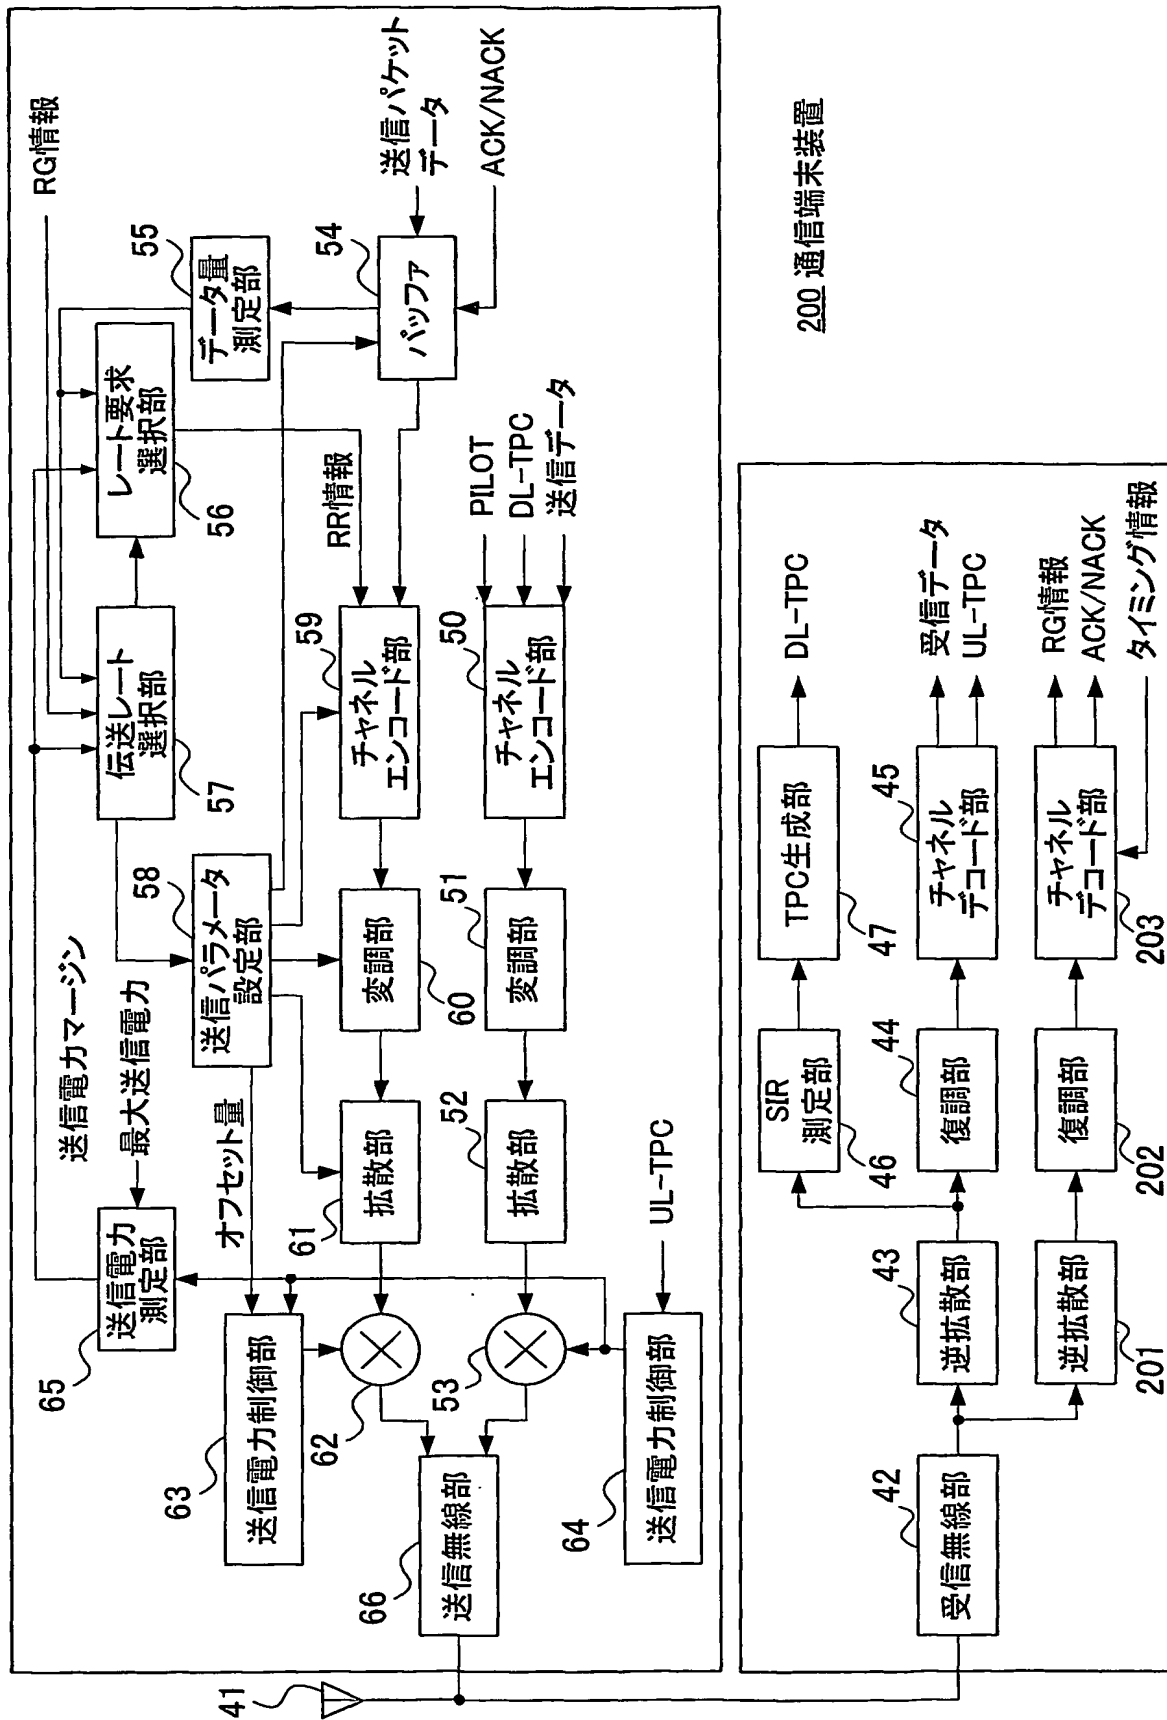 RG情報
送信電力マージン
最大送信電力
65
送信電力
測定部
57
伝送レート
選択部
56
レート要求
選択部
55
データ量
測定部
58
送信パラメータ
設定部
オフセット量
63
送信電力制御部
送信パケット
データ
54
バッファ
ACK/NACK
RR情報
59
チャネル
エンコード部
60
変調部
61
拡散部
62
PILOT
DL-TPC
送信データ
50
チャネル
エンコード部
51
変調部
52
拡散部
53
66
送信無線部
UL-TPC
64
送信電力制御部
41
200 通信端末装置
42
受信無線部
43
逆拡散部
44
復調部
45
チャネル
デコード部
受信データ
UL-TPC
46
SIR
測定部
47
TPC生成部
DL-TPC
201
逆拡散部
202
復調部
203
チャネル
デコード部
RG情報
ACK/NACK
タイミング情報